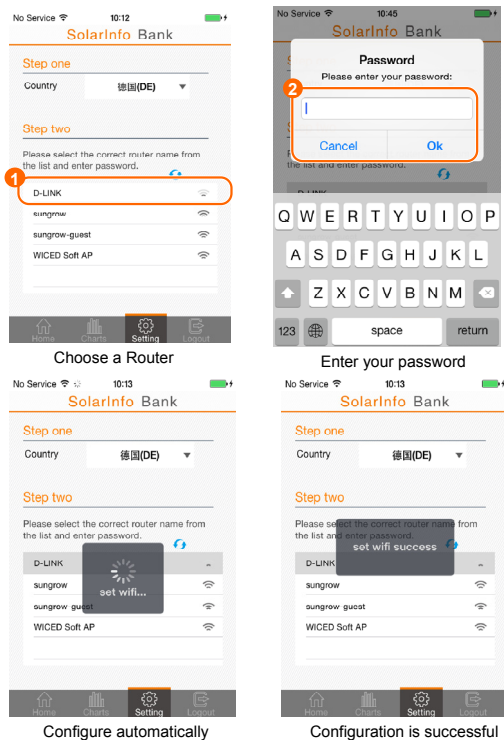 No Service 10:12
SolarInfo Bank
Step one
Country 德国(DE)
Step two
Please select the correct router name from
the list and enter password.
1
D-LINK
sungrow
sungrow-guest
WICED Soft AP
Home Charts Setting Logout
Choose a Router
No Service 10:45
SolarInfo Bank
Password
Please enter your password:
2
Cancel Ok
the list and enter password.
D-LINK
Q W E R T Y U I O P
A S D F G H J K L
Z X C V B N M
123 space return
Enter your password
No Service 10:13
SolarInfo Bank
Step one
Country 德国(DE)
Step two
Please select the correct router name from
the list and enter password.
D-LINK
set wifi...
sungrow
sungrow guest
WICED Soft AP
Home Charts Setting Logout
Configure automatically
No Service 10:13
SolarInfo Bank
Step one
Country 德国(DE)
Step two
Please select the correct router name from
the list and enter password.
set wifi success
D-LINK
sungrow
sungrow guest
WICED Soft AP
Home Charts Setting Logout
Configuration is successful